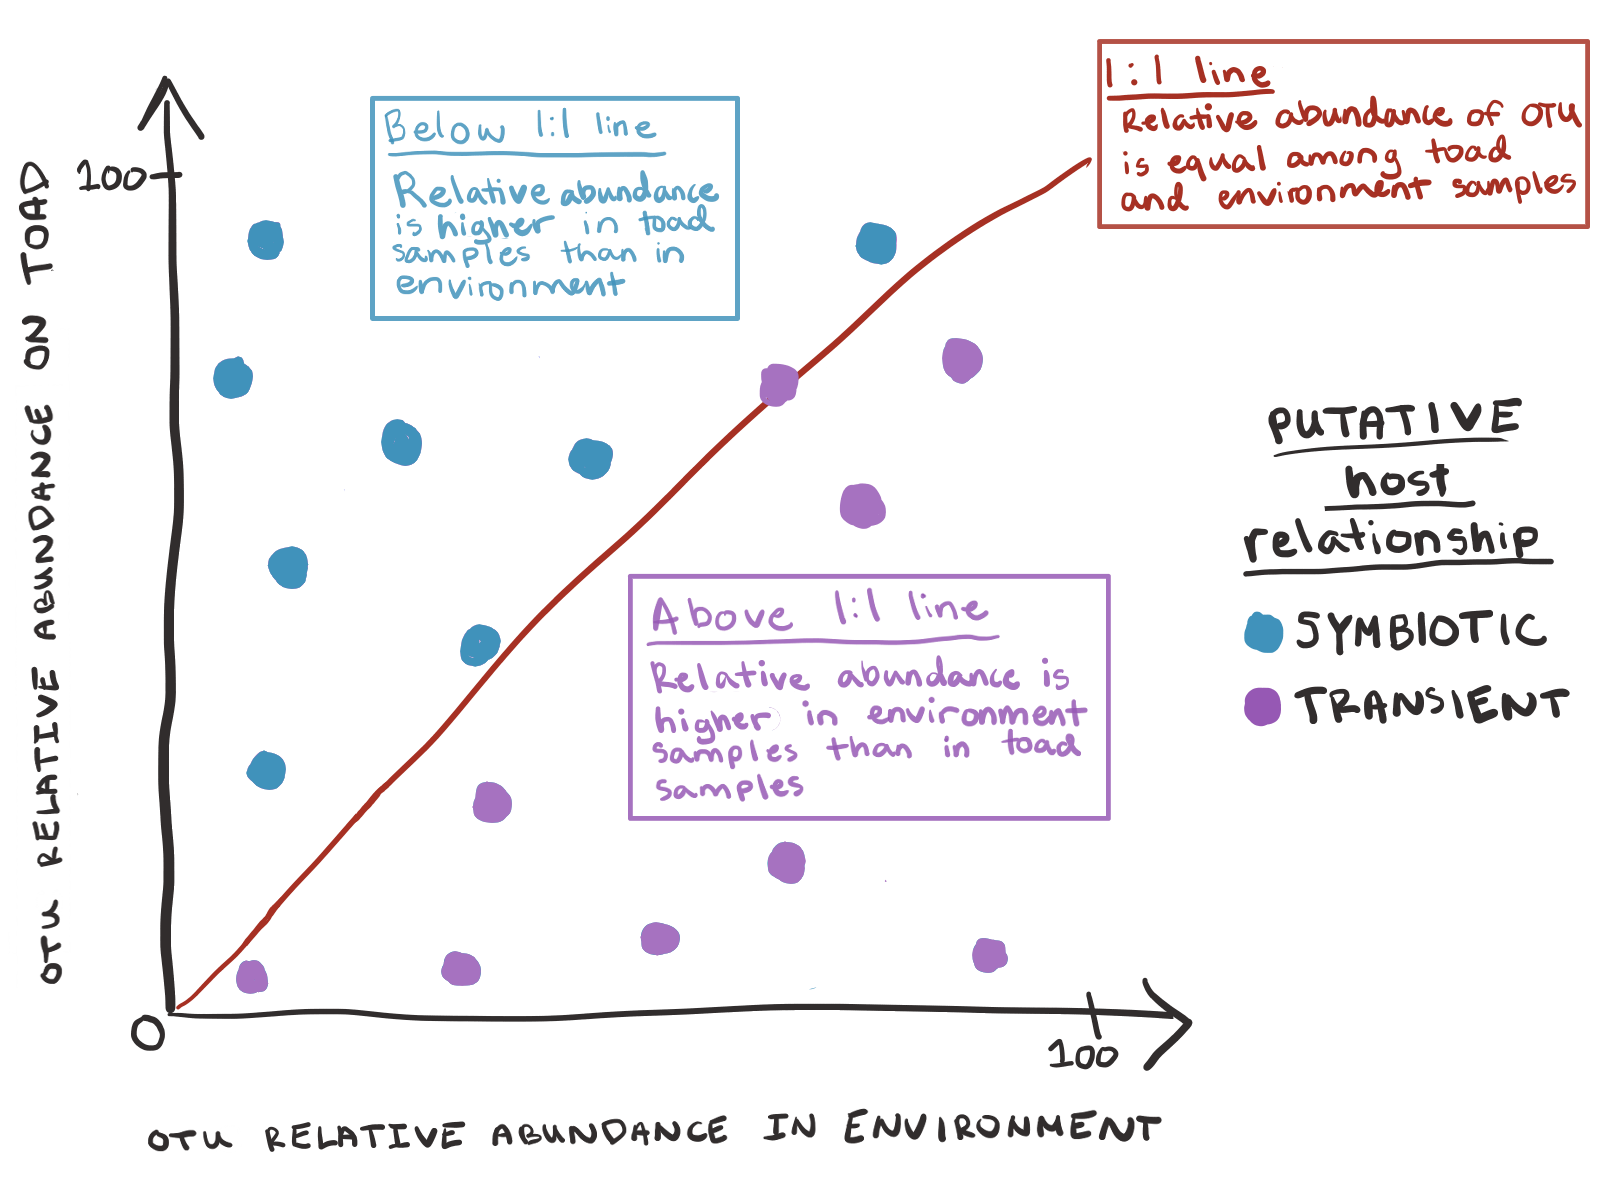 OTU RELATIVE ABUNDANCE ON TOAD
100
Below 1:1 line
Relative abundance
is higher in toad
samples than in
environment
1:1 line
Relative abundance of OTU
is equal among toad
and environment samples
PUTATIVE
host
relationship
SYMBIOTIC
TRANSIENT
Above 1:1 line
Relative abundance is
higher in environment
samples than in toad
samples
0
100
OTU RELATIVE ABUNDANCE IN ENVIRONMENT